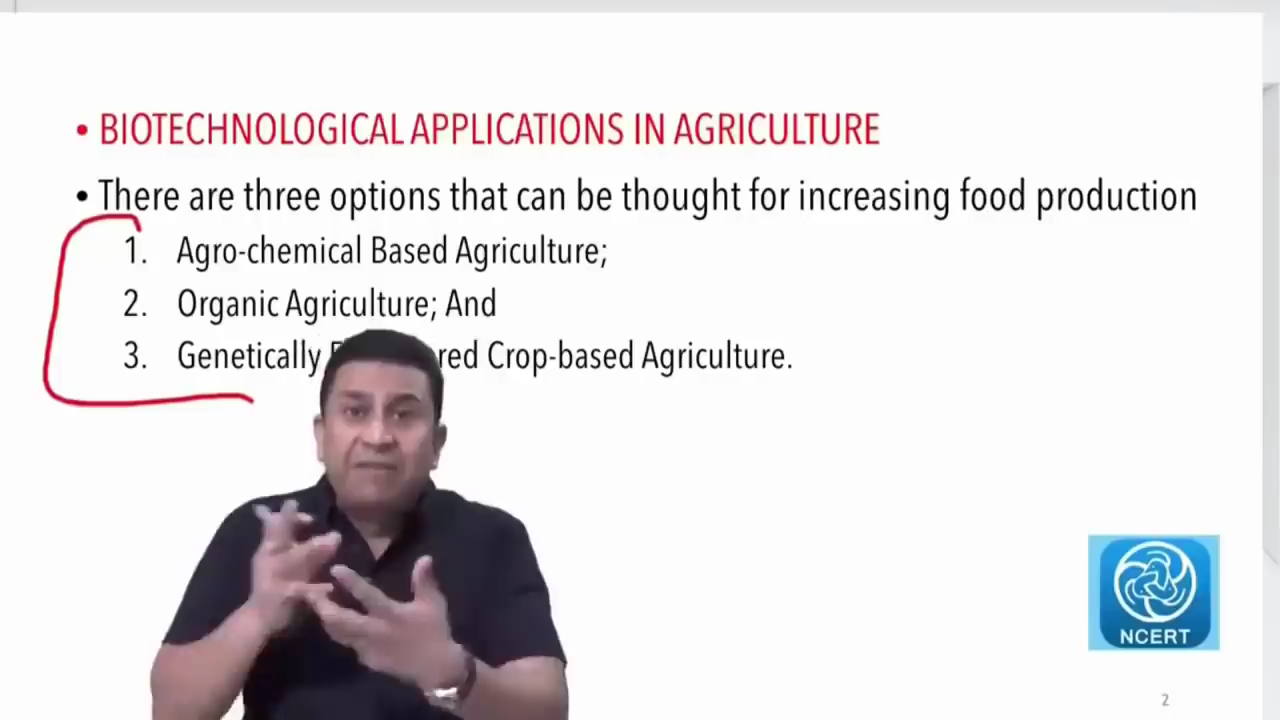 • BIOTECHNOLOGICAL APPLICATIONS IN AGRICULTURE
• There are three options that can be thought for increasing food production
1. Agro-chemical Based Agriculture;
2. Organic Agriculture; And
3. Genetically Crop-based Agriculture.
NCERT
2